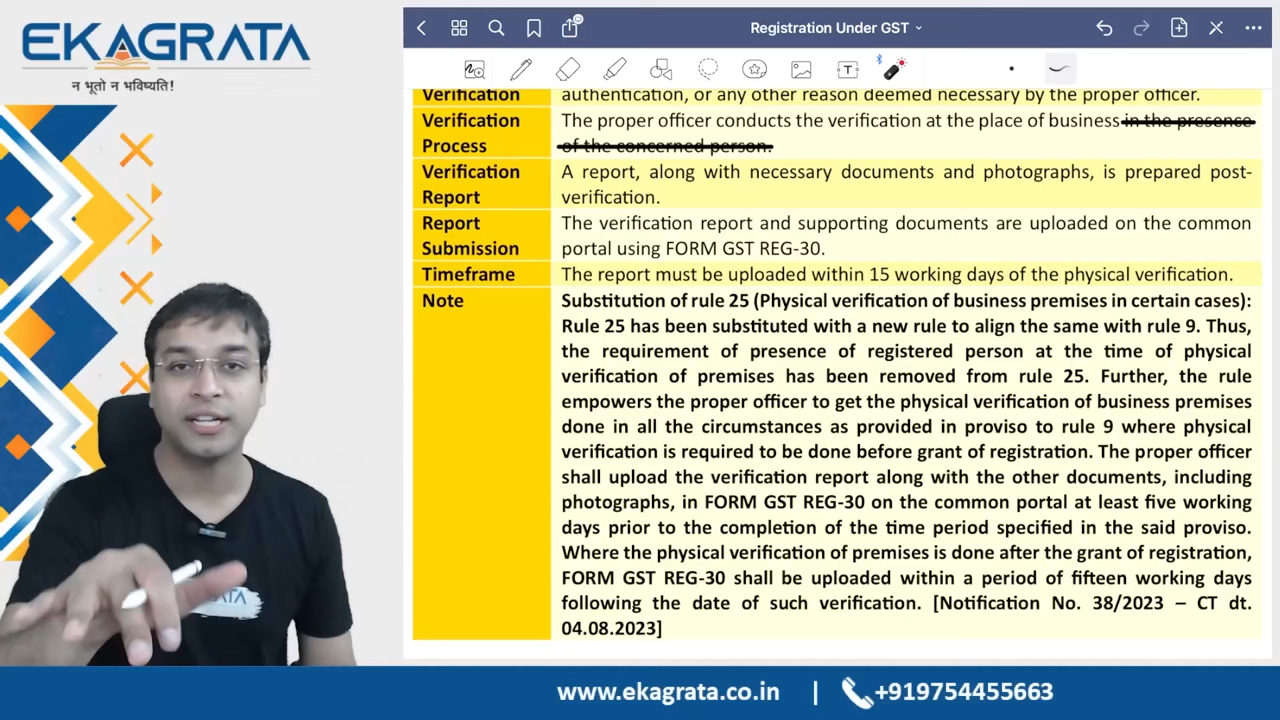 EKAGRATA
न भूतो न भविष्यति!
Registration Under GST
T
Verification authentication, or any other reason deemed necessary by the proper officer.
Verification The proper officer conducts the verification at the place of business in the presence
Process of the concerned person.
Verification A report, along with necessary documents and photographs, is prepared post-
Report verification.
Report The verification report and supporting documents are uploaded on the common
Submission portal using FORM GST REG-30.
Timeframe The report must be uploaded within 15 working days of the physical verification.
Note Substitution of rule 25 (Physical verification of business premises in certain cases):
Rule 25 has been substituted with a new rule to align the same with rule 9. Thus,
the requirement of presence of registered person at the time of physical
verification of premises has been removed from rule 25. Further, the rule
empowers the proper officer to get the physical verification of business premises
done in all the circumstances as provided in proviso to rule 9 where physical
verification is required to be done before grant of registration. The proper officer
shall upload the verification report along with the other documents, including
photographs, in FORM GST REG-30 on the common portal at least five working
days prior to the completion of the time period specified in the said proviso.
Where the physical verification of premises is done after the grant of registration,
FORM GST REG-30 shall be uploaded within a period of fifteen working days
following the date of such verification. [Notification No. 38/2023 – CT dt.
04.08.2023]
www.ekagrata.co.in | +919754455663